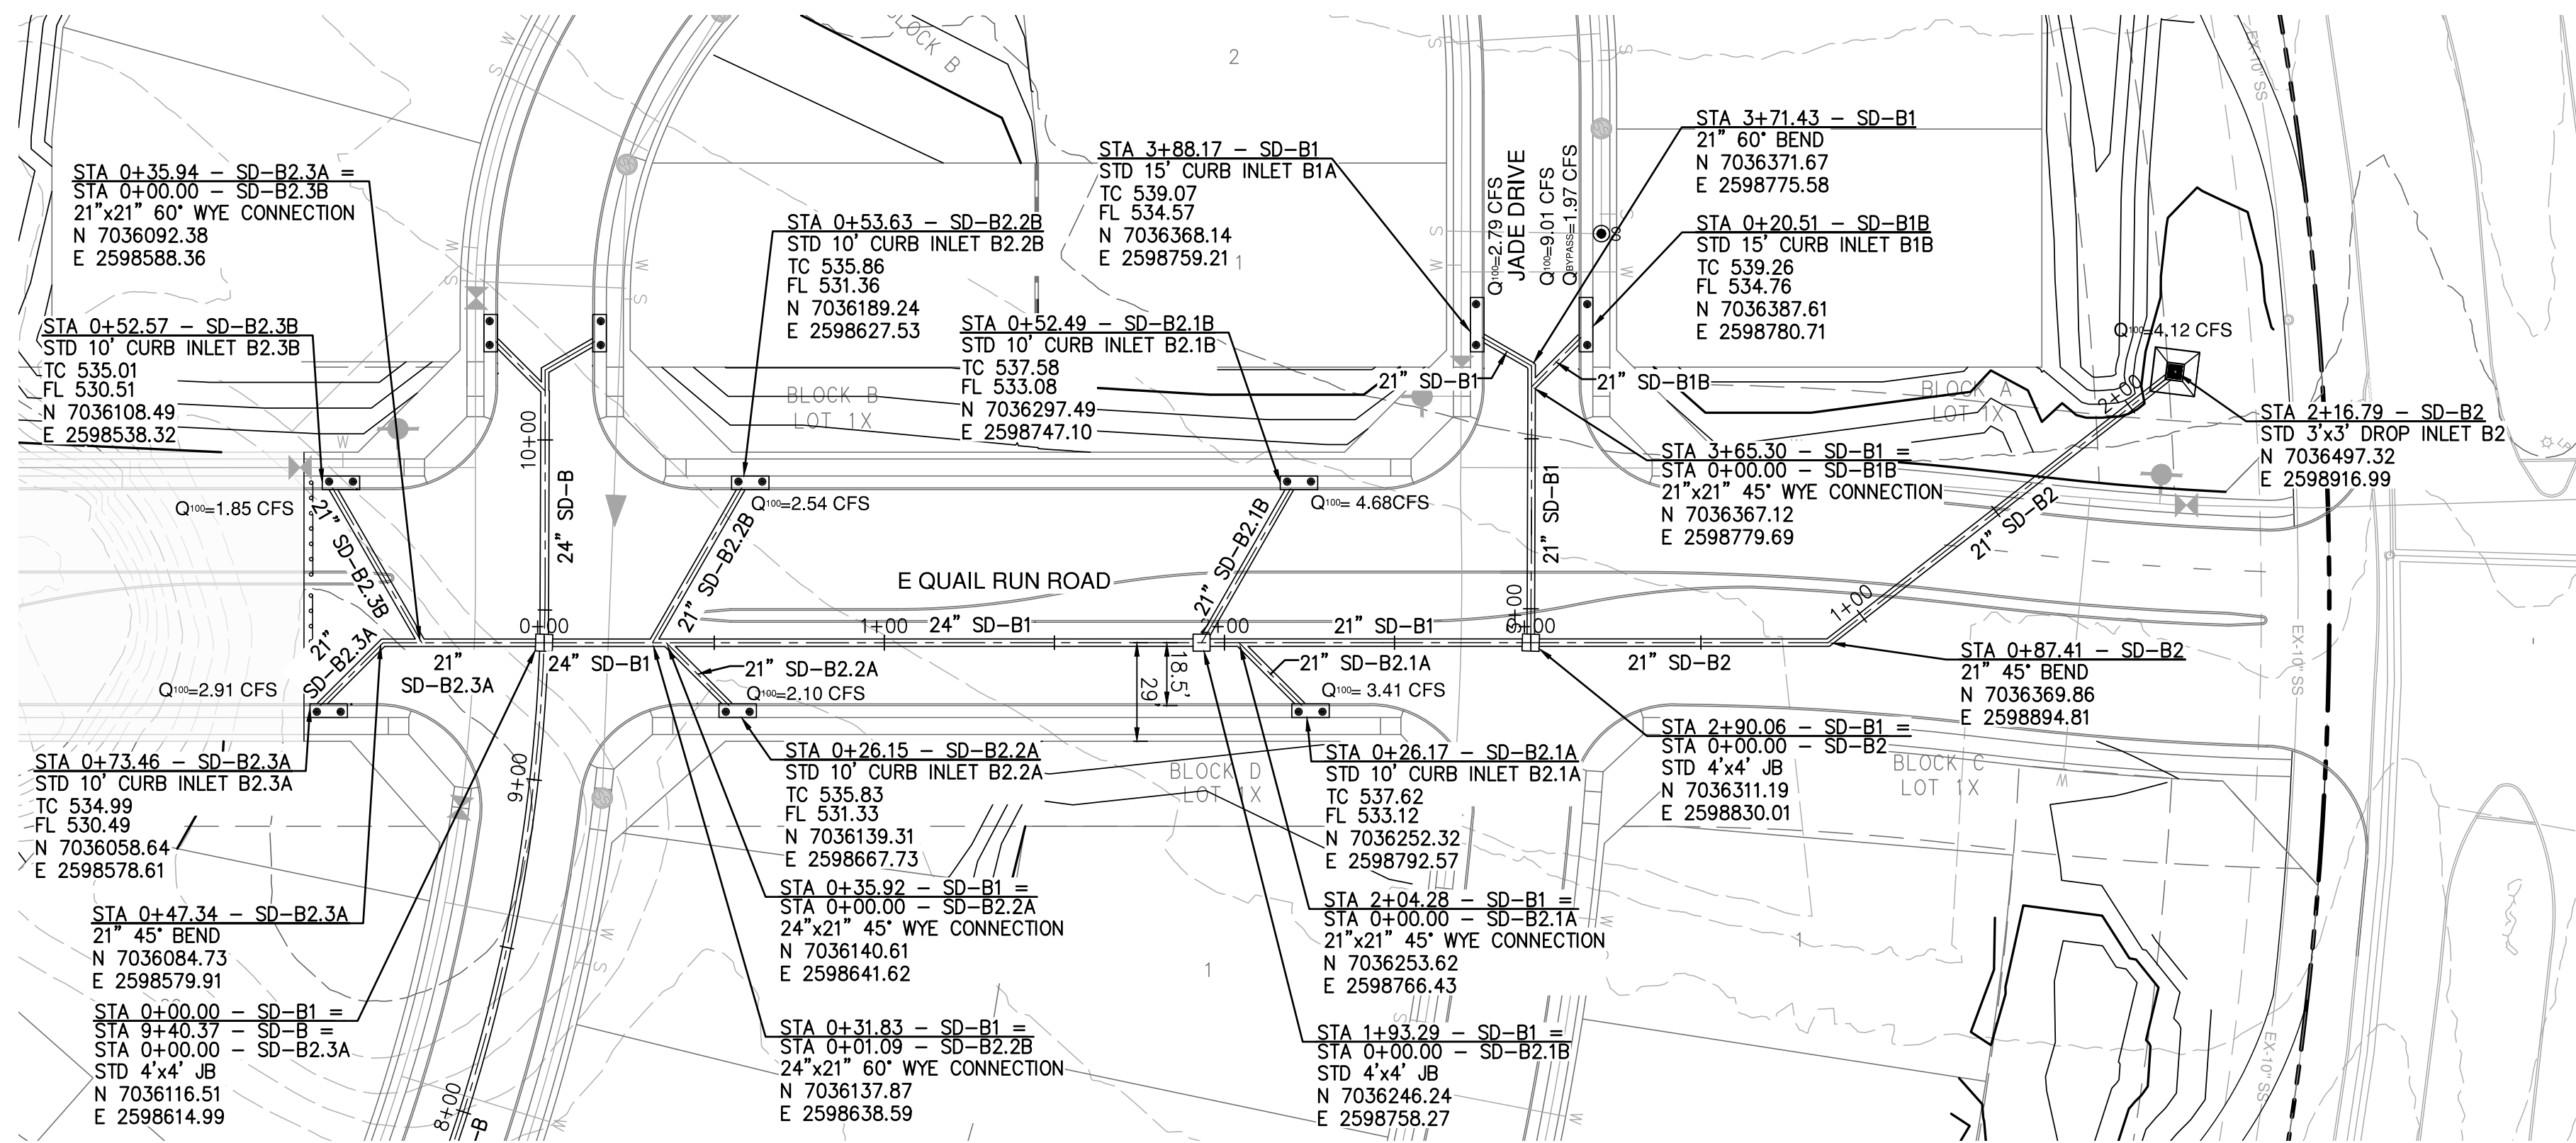 STA 0+35.94 – SD–B2.3A =
STA 0+00.00 – SD–B2.3B
21”x21” 60° WYE CONNECTION
N 7036092.38
E 2598588.36
STA 0+52.57 – SD–B2.3B
STD 10’ CURB INLET B2.3B
TC 535.01
FL 530.51
N 7036108.49
E 2598538.32
STA 0+53.63 – SD–B2.2B
STD 10’ CURB INLET B2.2B
TC 535.86
FL 531.36
N 7036189.24
E 2598627.53
STA 3+88.17 – SD–B1
STD 15’ CURB INLET B1A
TC 539.07
FL 534.57
N 7036368.14
E 2598759.21
STA 0+52.49 – SD–B2.1B
STD 10’ CURB INLET B2.1B
TC 537.58
FL 533.08
N 7036297.49
E 2598747.10
STA 3+71.43 – SD–B1
21” 60° BEND
N 7036371.67
E 2598775.58
STA 0+20.51 – SD–B1B
STD 15’ CURB INLET B1B
TC 539.26
FL 534.76
N 7036387.61
E 2598780.71
Q100=2.79 CFS
JADE DRIVE
Q100=9.01 CFS
QBYPASS=1.97 CFS
Q100=4.12 CFS
STA 2+16.79 – SD–B2
STD 3’x3’ DROP INLET B2
N 7036497.32
E 2598916.99
STA 3+65.30 – SD–B1 =
STA 0+00.00 – SD–B1B
21”x21” 45° WYE CONNECTION
N 7036367.12
E 2598779.69
BLOCK B
2
1
BLOCK B
LOT 1X
BLOCK A
LOT 1X
21” SD–B1
21” SD–B1B
21” SD–B1
2+00
1+00
21” SD–B2
10+00
24” SD–B
Q100=1.85 CFS
Q100=2.54 CFS
Q100= 4.68CFS
21” SD–B2.3B
21” SD–B2.2B
21” SD–B2.1B
E QUAIL RUN ROAD
0+00
1+00
24” SD–B1
21” SD–B1
21”
SD–B2.3A
21”
SD–B2.3A
24” SD–B1
21” SD–B2.2A
18.5’
29’
21” SD–B2.1A
21” SD–B2
Q100=2.91 CFS
Q100=2.10 CFS
Q100= 3.41 CFS
STA 0+87.41 – SD–B2
21” 45° BEND
N 7036369.86
E 2598894.81
STA 2+90.06 – SD–B1 =
STA 0+00.00 – SD–B2
STD 4’x4’ JB
N 7036311.19
E 2598830.01
BLOCK D
LOT 1X
BLOCK C
LOT 1X
1
1
STA 0+73.46 – SD–B2.3A
STD 10’ CURB INLET B2.3A
TC 534.99
FL 530.49
N 7036058.64
E 2598578.61
STA 0+47.34 – SD–B2.3A
21” 45° BEND
N 7036084.73
E 2598579.91
STA 0+00.00 – SD–B1 =
STA 9+40.37 – SD–B =
STA 0+00.00 – SD–B2.3A
STD 4’x4’ JB
N 7036116.51
E 2598614.99
9+00
8+00
STA 0+26.15 – SD–B2.2A
STD 10’ CURB INLET B2.2A
TC 535.83
FL 531.33
N 7036139.31
E 2598667.73
STA 0+35.92 – SD–B1 =
STA 0+00.00 – SD–B2.2A
24”x21” 45° WYE CONNECTION
N 7036140.61
E 2598641.62
STA 0+31.83 – SD–B1 =
STA 0+01.09 – SD–B2.2B
24”x21” 60° WYE CONNECTION
N 7036137.87
E 2598638.59
STA 0+26.17 – SD–B2.1A
STD 10’ CURB INLET B2.1A
TC 537.62
FL 533.12
N 7036252.32
E 2598792.57
STA 2+04.28 – SD–B1 =
STA 0+00.00 – SD–B2.1A
21”x21” 45° WYE CONNECTION
N 7036253.62
E 2598766.43
STA 1+93.29 – SD–B1 =
STA 0+00.00 – SD–B2.1B
STD 4’x4’ JB
N 7036246.24
E 2598758.27
EX–10" SS
EX–10" SS
EX–10" SS